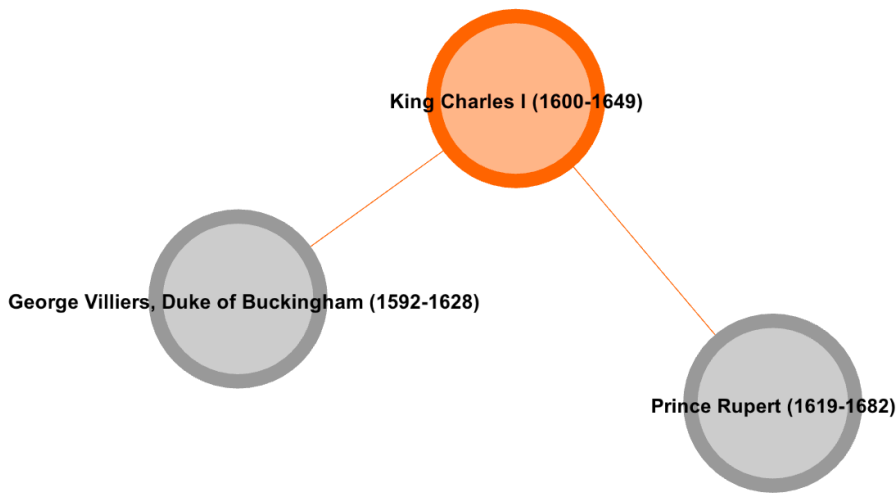 King Charles I (1600-1649)
George Villiers, Duke of Buckingham (1592-1628)
Prince Rupert (1619-1682)